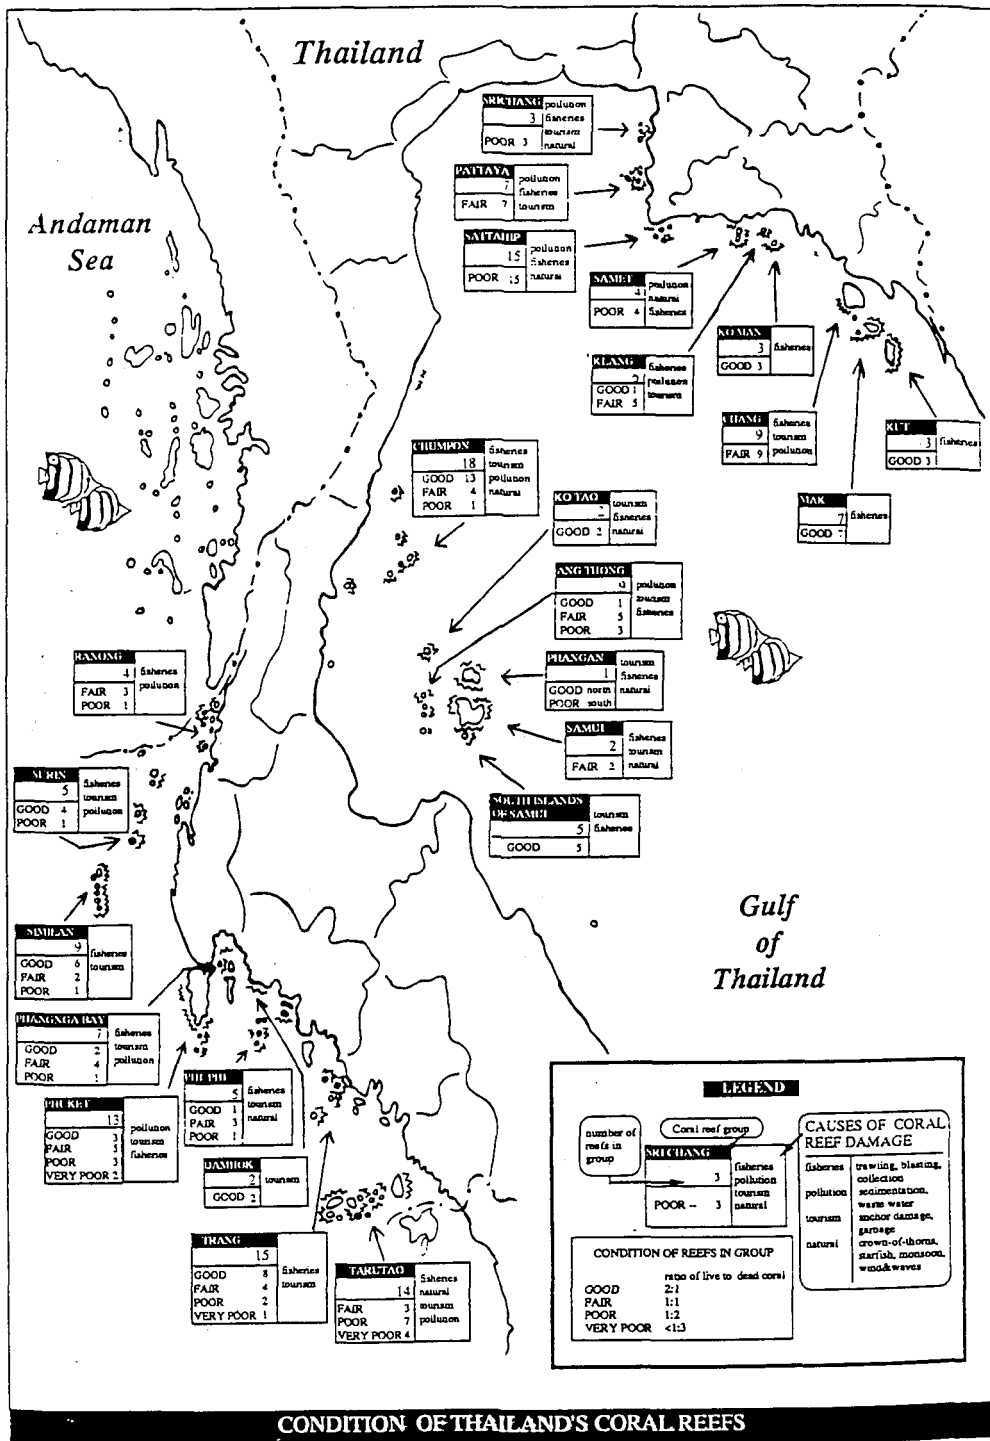 Thailand
Andaman
Sea
Gulf
of
Thailand
SRICHANG
3
POOR 3
pollution
fisheries
tourism
natural
PATTAYA
7
FAIR 7
pollution
fisheries
tourism
SATTAHIP
15
POOR 15
pollution
fisheries
natural
SAMET
4
POOR 4
pollution
natural
fisheries
KO MAN
3
GOOD 3
fisheries
KLANG
2
GOOD 1
FAIR 5
fisheries
pollution
tourism
CHANG
9
FAIR 9
fisheries
tourism
pollution
KUT
3
GOOD 3
fisheries
MAK
7
GOOD 7
fisheries
CHUMPON
18
GOOD 13
FAIR 4
POOR 1
fisheries
tourism
pollution
natural
KO TAO
2
GOOD 2
tourism
fisheries
natural
ANG THONG
9
GOOD 1
FAIR 5
POOR 3
pollution
tourism
fisheries
PHANGAN
1
GOOD north
POOR south
tourism
fisheries
natural
SAMUI
2
FAIR 2
fisheries
tourism
natural
SOUTH ISLANDS
OF SAMUI
5
GOOD 5
tourism
fisheries
RANONG
4
FAIR 3
POOR 1
fisheries
pollution
SURIN
5
GOOD 4
POOR 1
fisheries
tourism
pollution
SIMILAN
9
GOOD 6
FAIR 2
POOR 1
fisheries
tourism
PHANGNGA BAY
7
GOOD 2
FAIR 4
POOR 1
fisheries
tourism
pollution
PHUKET
13
GOOD 3
FAIR 5
POOR 3
VERY POOR 2
pollution
tourism
fisheries
PHI PHI
5
GOOD 1
FAIR 3
POOR 1
fisheries
tourism
natural
DAMHOK
2
GOOD 2
tourism
TRANG
15
GOOD 8
FAIR 4
POOR 2
VERY POOR 1
fisheries
tourism
TARUTAO
14
FAIR 3
POOR 7
VERY POOR 4
fisheries
natural
tourism
pollution
LEGEND
number of
reefs in
group
Coral reef group
SRI CHANG
3
POOR -- 3
fisheries
pollution
tourism
natural
CAUSES OF CORAL
REEF DAMAGE
fisheries trawling, blasting,
collection
pollution sedimentation,
waste water
tourism anchor damage,
garbage
natural crown-of-thorns,
starfish, monsoon,
wind&waves
CONDITION OF REEFS IN GROUP
ratio of live to dead coral
GOOD 2:1
FAIR 1:1
POOR 1:2
VERY POOR <1:3
CONDITION OF THAILAND'S CORAL REEFS